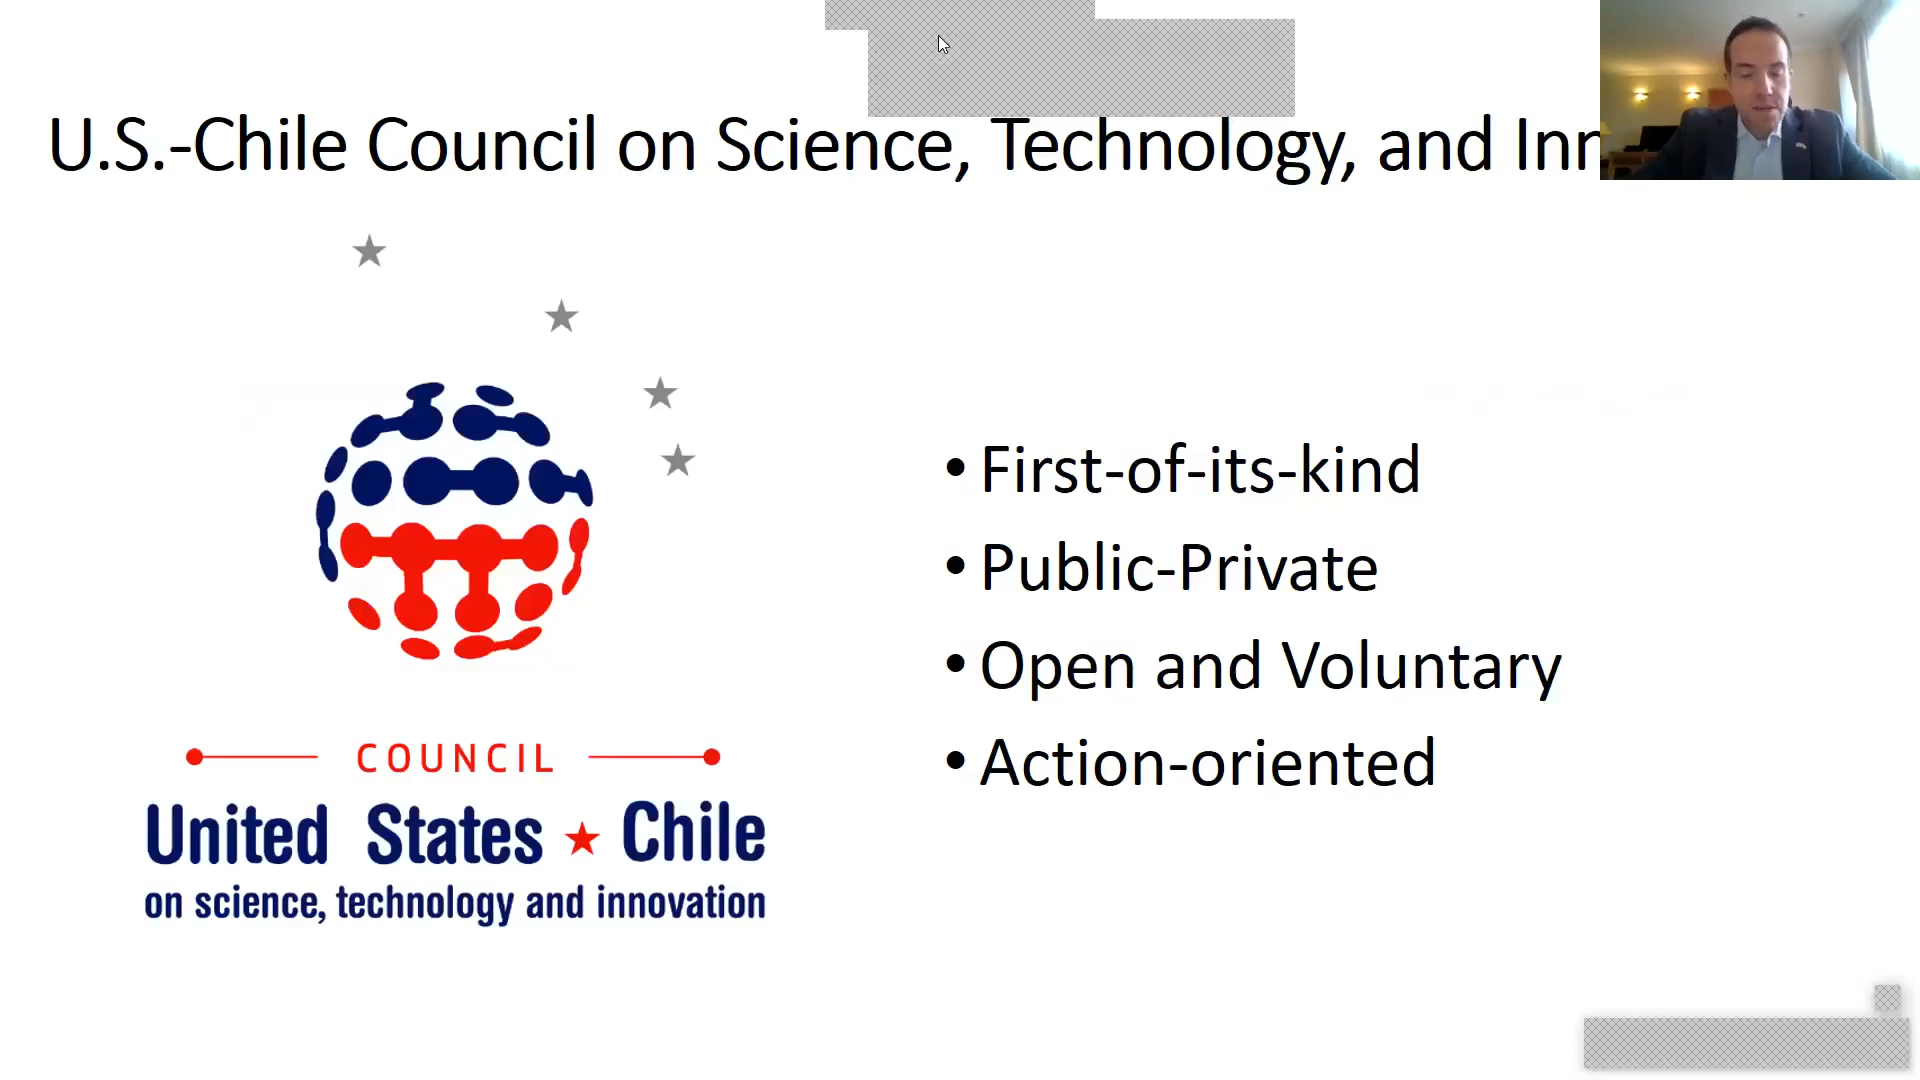 U.S.-Chile Council on Science, Technology, and Inn
• First-of-its-kind
• Public-Private
• Open and Voluntary
• Action-oriented
COUNCIL
United States ★ Chile
on science, technology and innovation